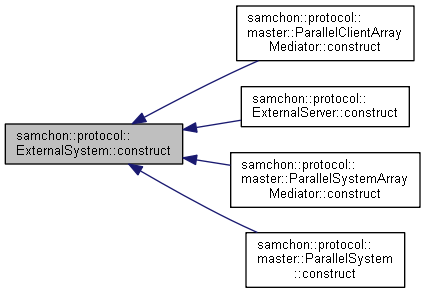 samchon::protocol::
master::ParallelClientArray
Mediator::construct
samchon::protocol::
ExternalServer::construct
samchon::protocol::
ExternalSystem::construct
samchon::protocol::
master::ParallelSystemArray
Mediator::construct
samchon::protocol::
master::ParallelSystem
::construct